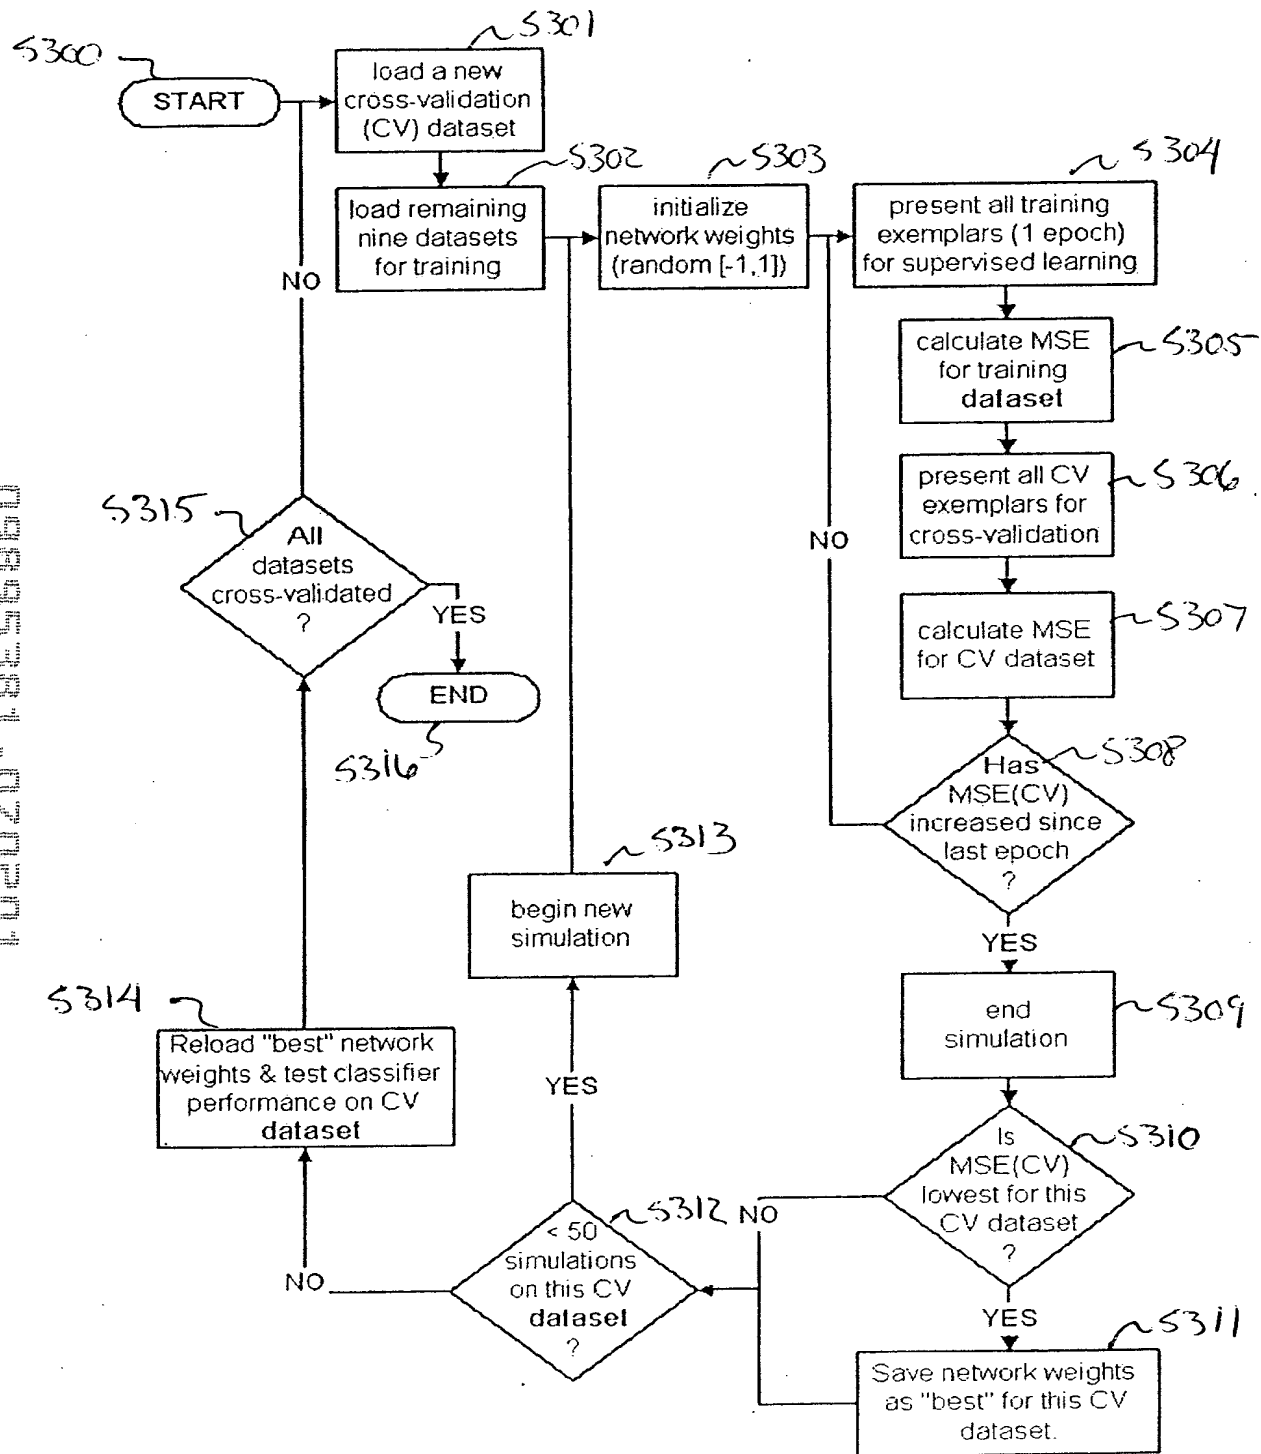 S300
START
S301
load a new
cross-validation
(CV) dataset
S302
load remaining
nine datasets
for training
S303
initialize
network weights
(random [-1,1])
S304
present all training
exemplars (1 epoch)
for supervised learning
S305
calculate MSE
for training
dataset
S306
present all CV
exemplars for
cross-validation
S307
calculate MSE
for CV dataset
S308
Has
MSE(CV)
increased since
last epoch
?
NO
YES
S309
end
simulation
S310
Is
MSE(CV)
lowest for this
CV dataset
?
NO
YES
S311
Save network weights
as "best" for this CV
dataset.
S312
< 50
simulations
on this CV
dataset
?
YES
NO
S313
begin new
simulation
S314
Reload "best" network
weights & test classifier
performance on CV
dataset
S315
All
datasets
cross-validated
?
NO
YES
END
S316